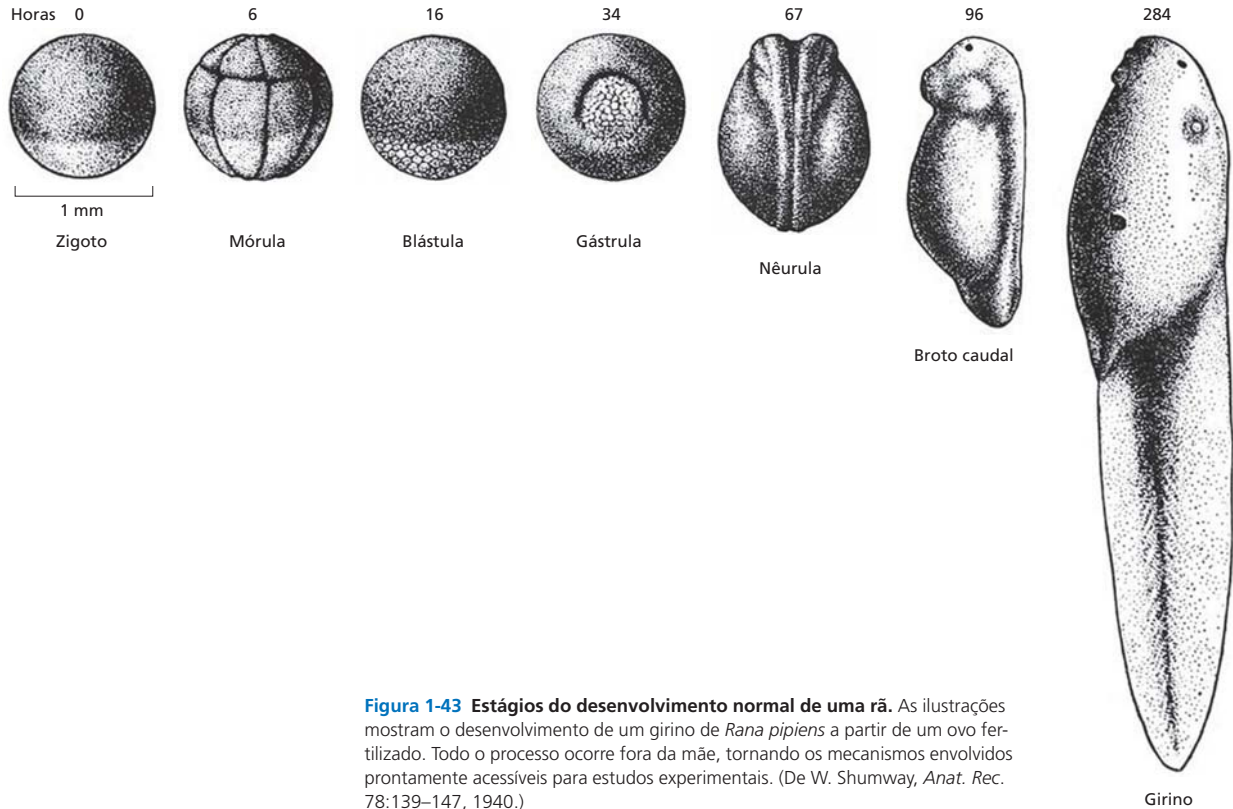 Horas 0 6 16 34 67 96 284
1 mm
Zigoto Mórula Blástula Gástrula
Nêurula
Broto caudal
Figura 1-43 Estágios do desenvolvimento normal de uma rã. As ilustrações
mostram o desenvolvimento de um girino de Rana pipiens a partir de um ovo fer-
tilizado. Todo o processo ocorre fora da mãe, tornando os mecanismos envolvidos
prontamente acessíveis para estudos experimentais. (De W. Shumway, Anat. Rec.
78:139–147, 1940.)
Girino